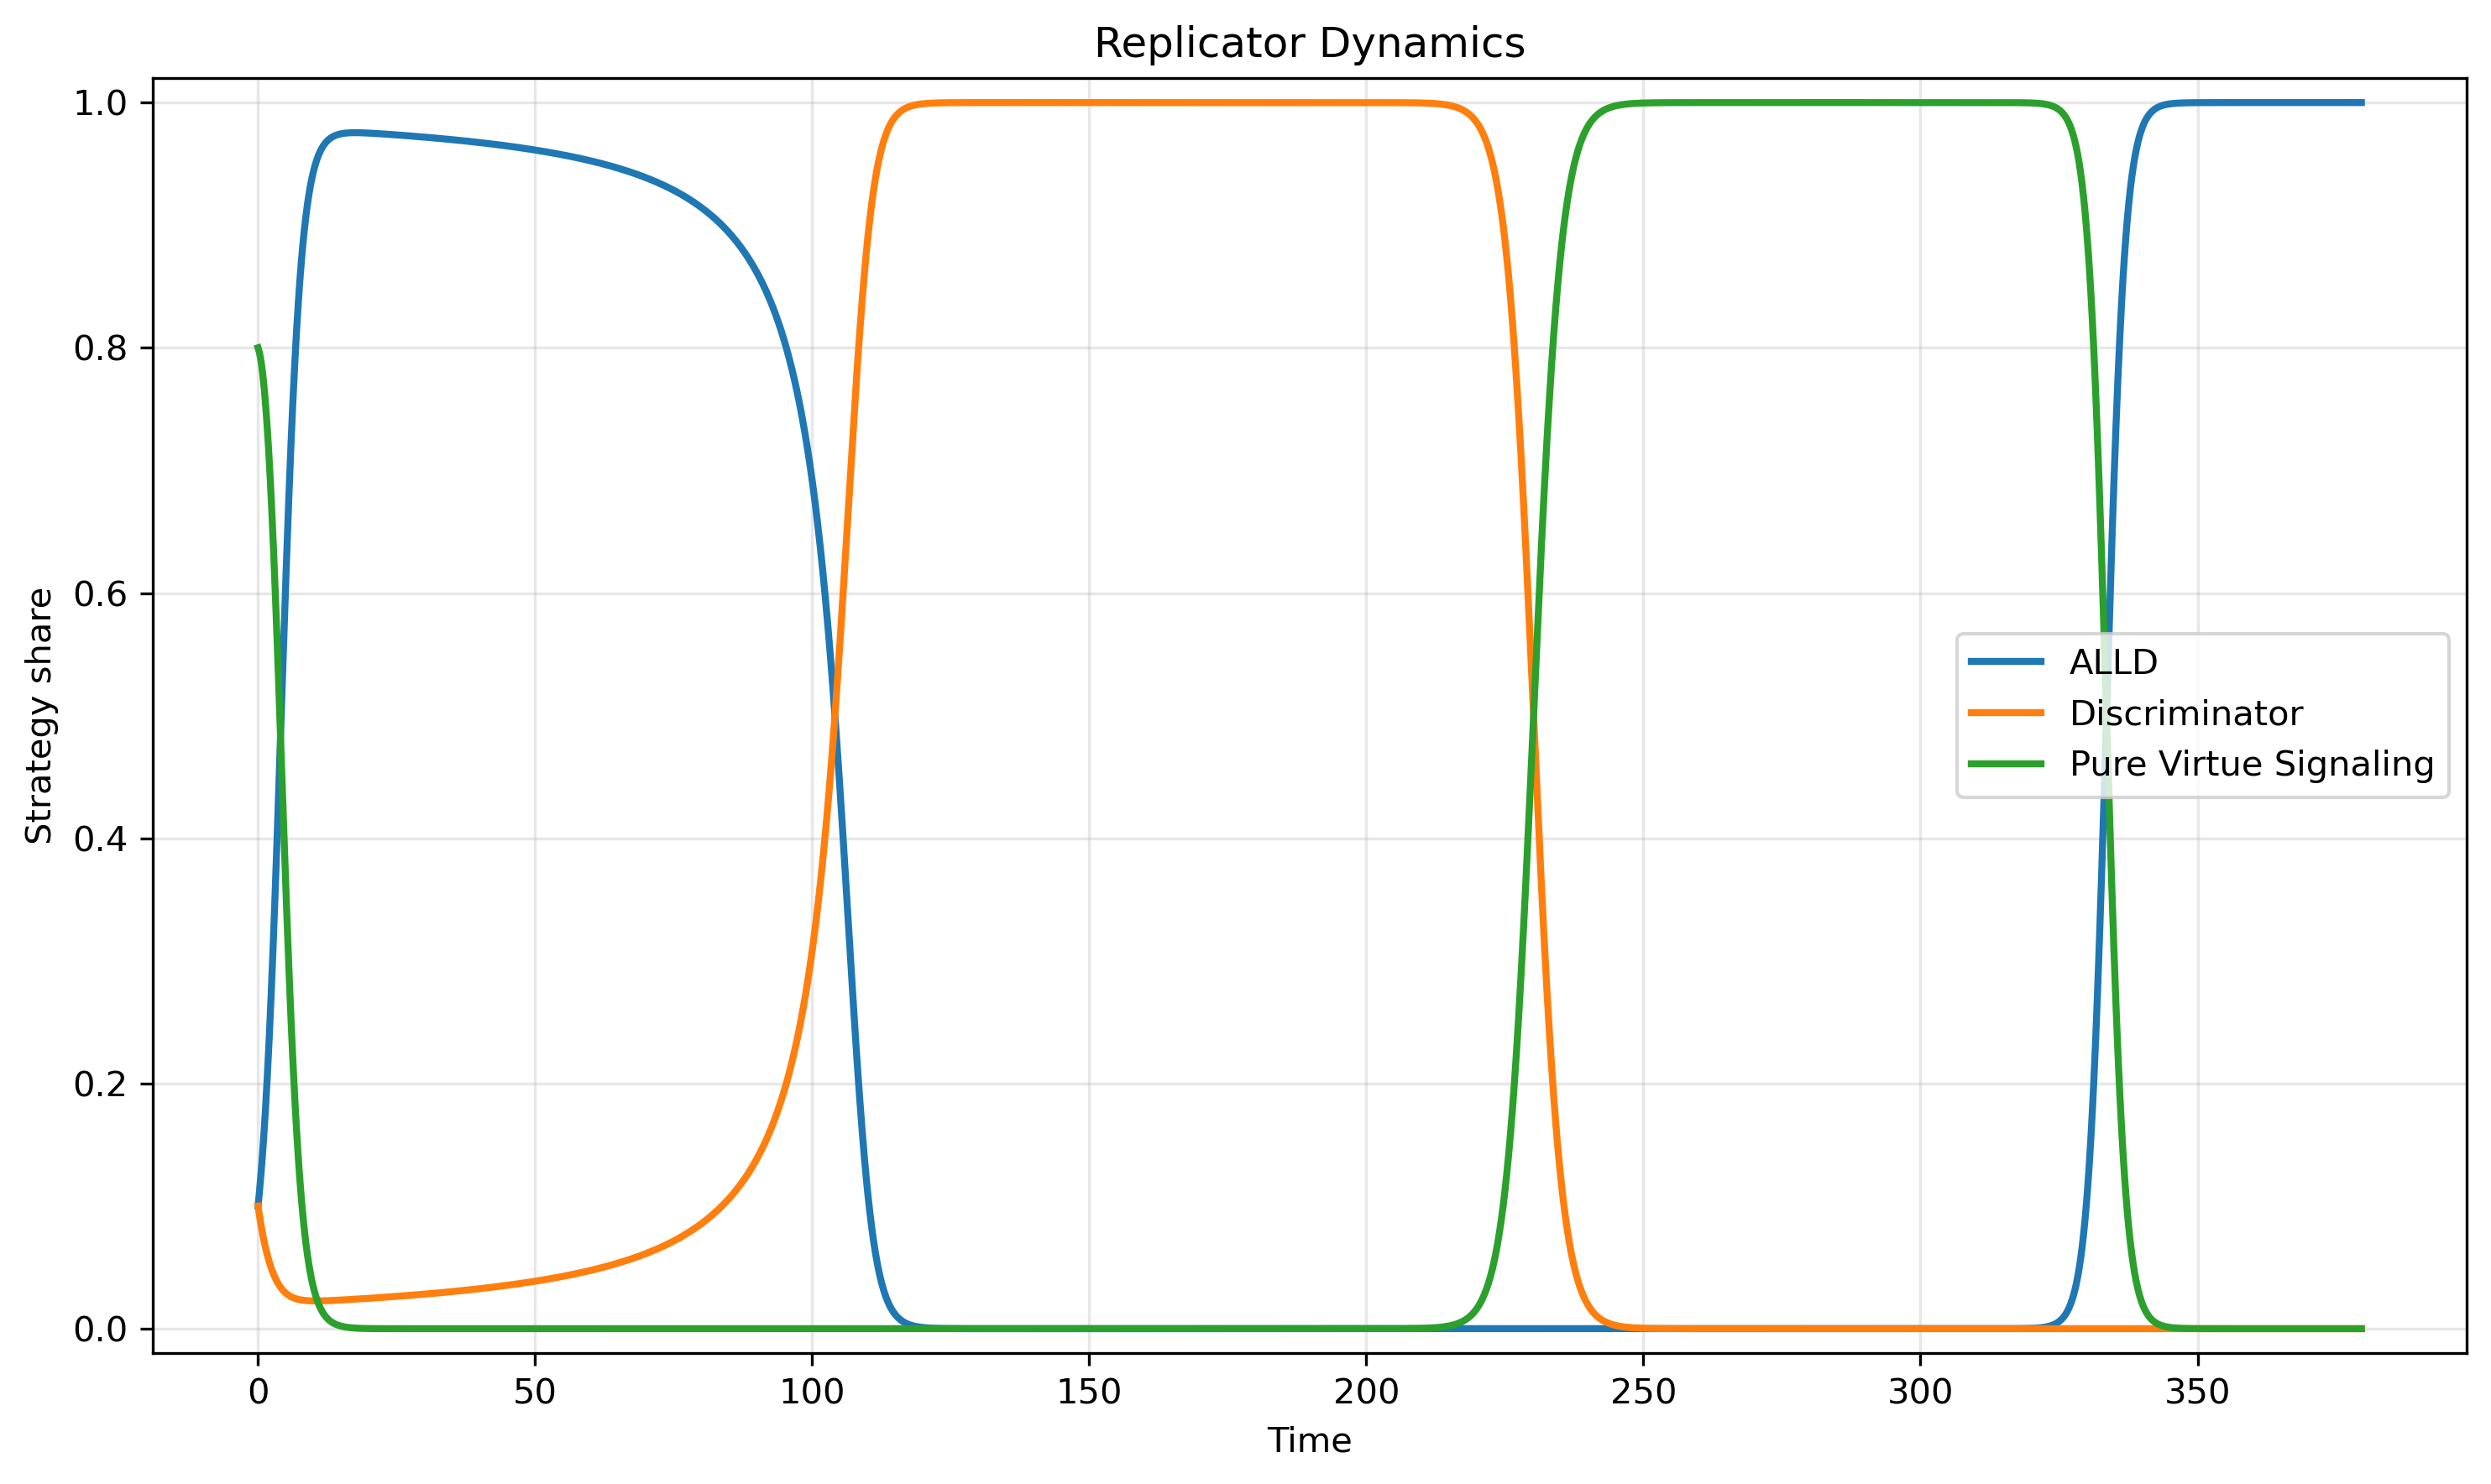 Replicator Dynamics
Strategy share
1.0
0.8
0.6
0.4
0.2
0.0
ALLD
Discriminator
Pure Virtue Signaling
0 50 100 150 200 250 300 350
Time